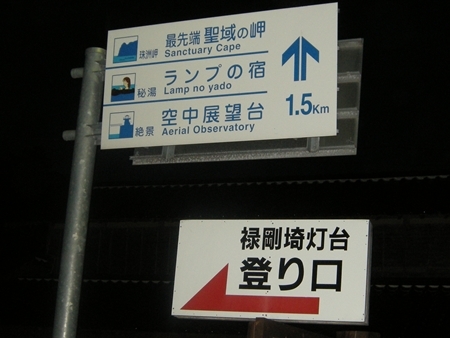 珠洲岬 最先端 聖域の岬
Sanctuary Cape
秘湯 ランプの宿
Lamp no yado
絶景 空中展望台
Aerial Observatory
1.5Km
禄剛埼灯台
登り口